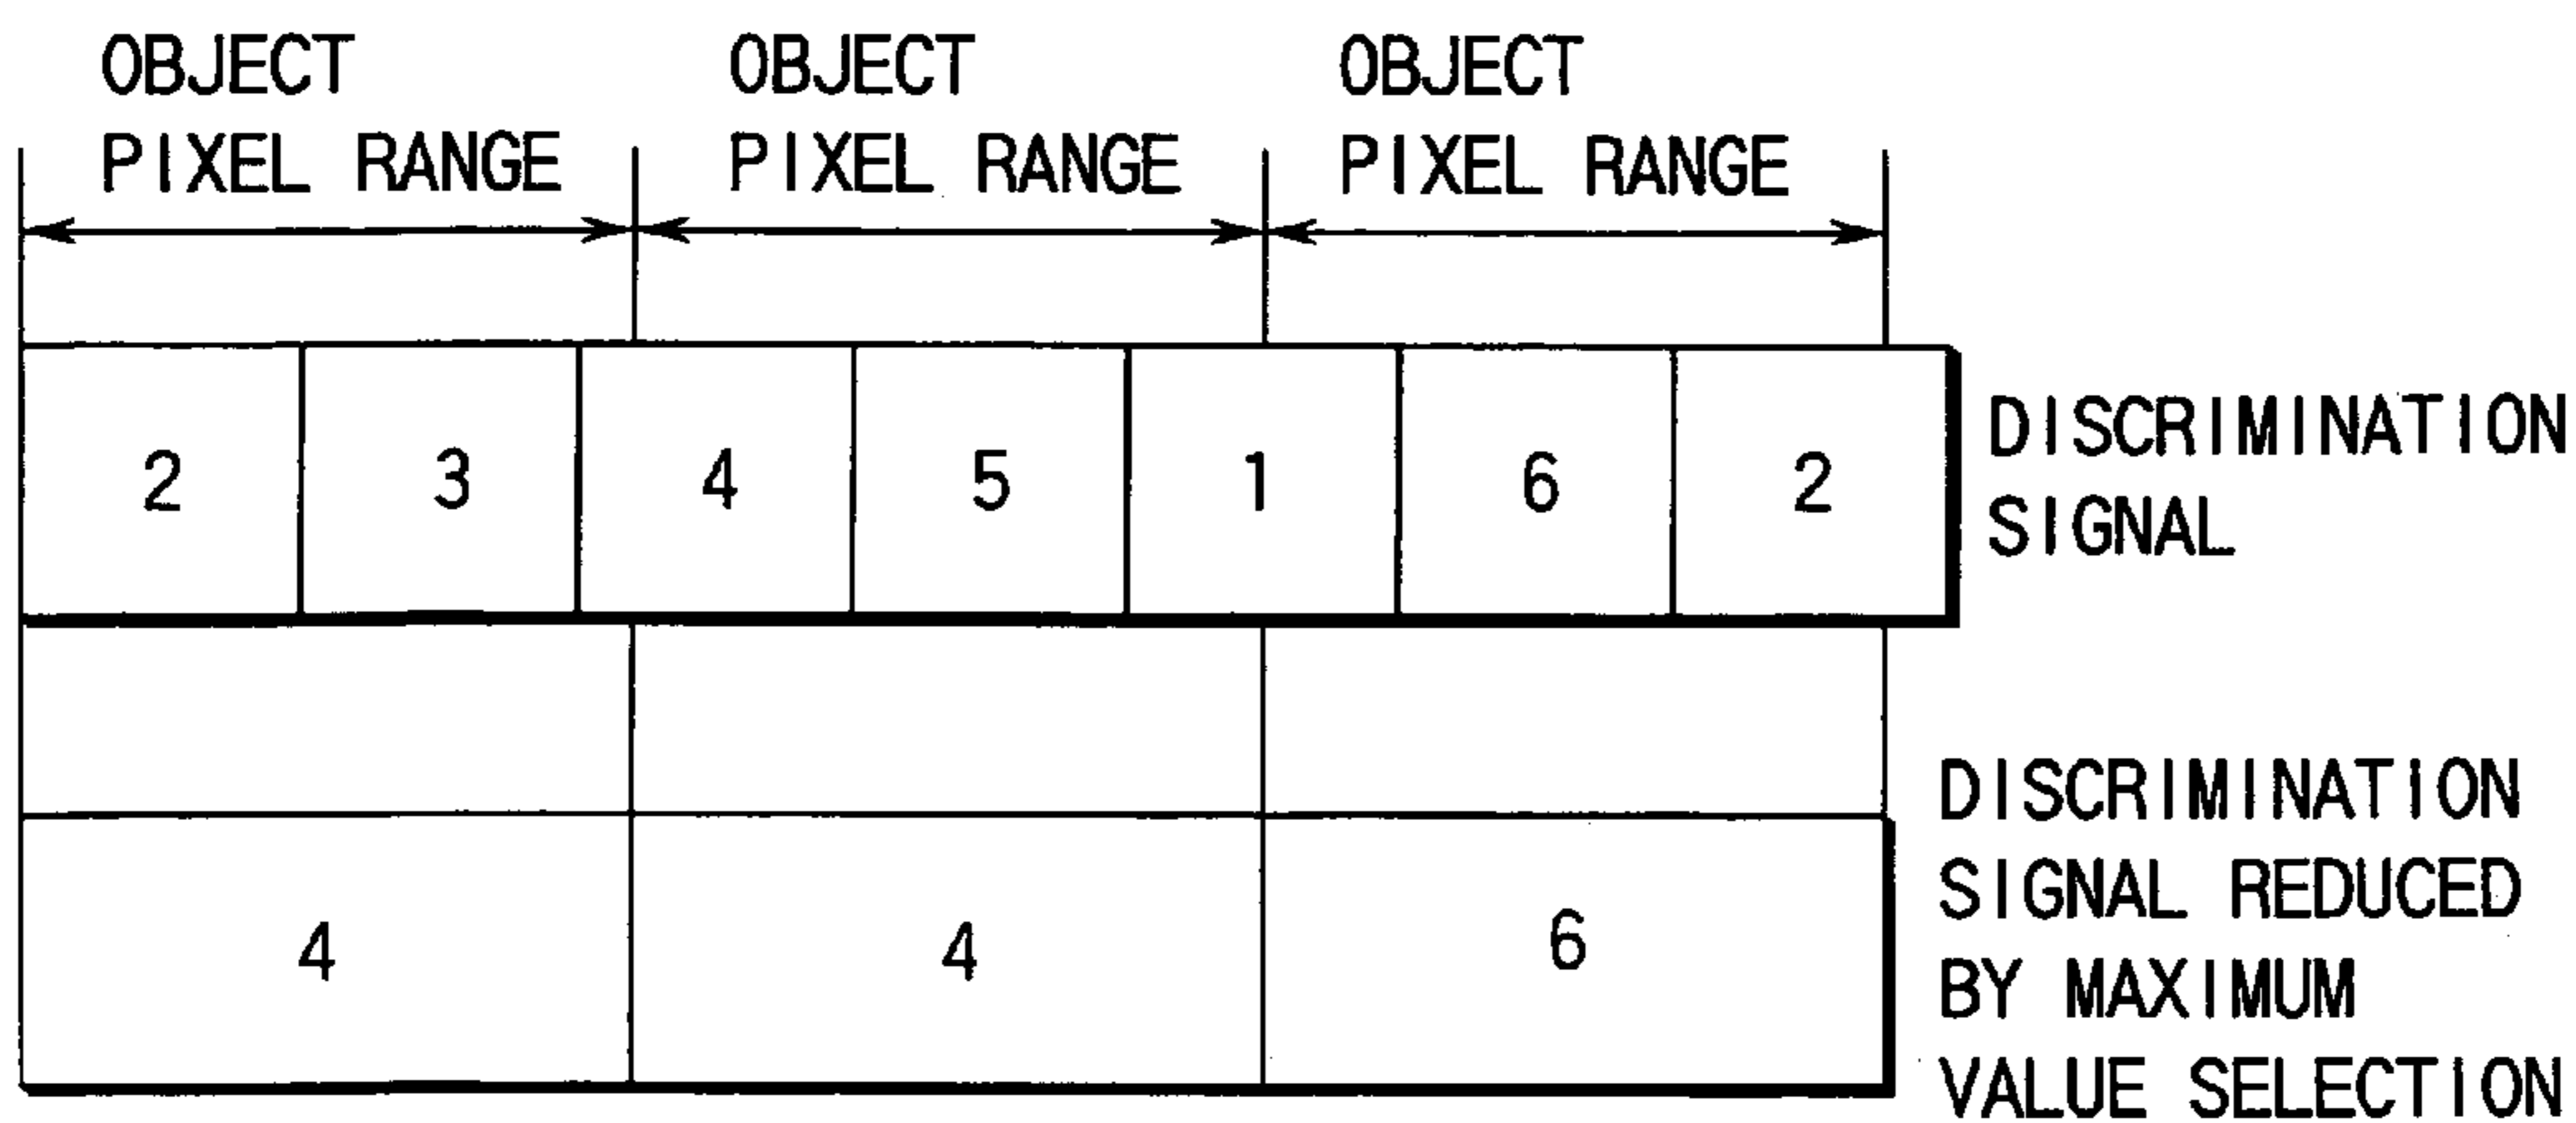 OBJECT
PIXEL RANGE
OBJECT
PIXEL RANGE
OBJECT
PIXEL RANGE
2 3 4 5 1 6 2
DISCRIMINATION
SIGNAL
4 4 6
DISCRIMINATION
SIGNAL REDUCED
BY MAXIMUM
VALUE SELECTION